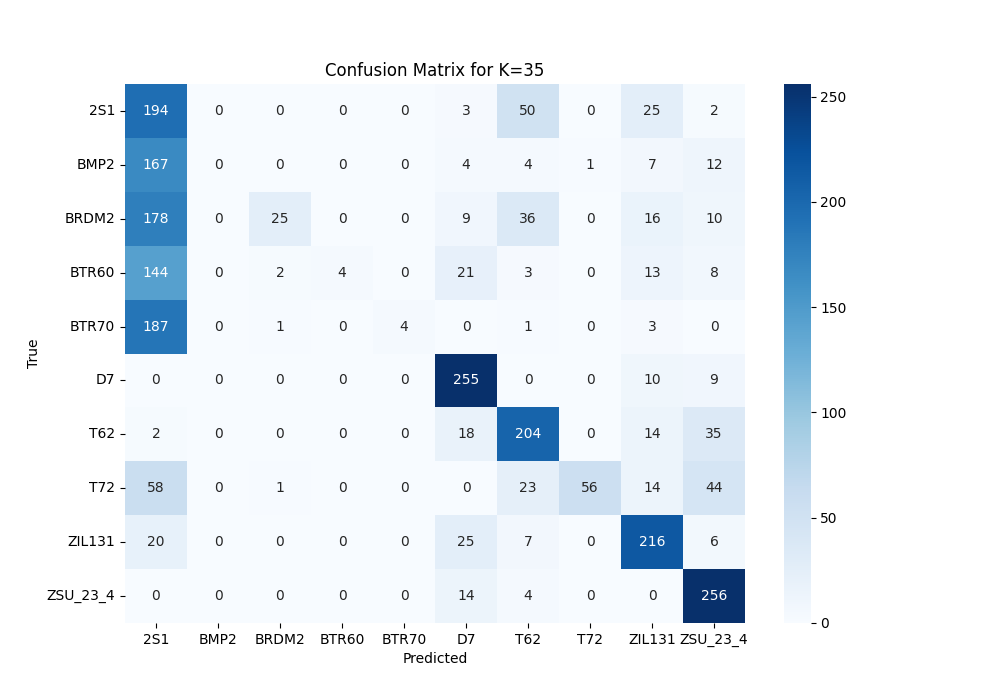 Confusion Matrix for K=35
2S1 194 0 0 0 0 3 50 0 25 2
BMP2 167 0 0 0 0 4 4 1 7 12
BRDM2 178 0 25 0 0 9 36 0 16 10
BTR60 144 0 2 4 0 21 3 0 13 8
BTR70 187 0 1 0 4 0 1 0 3 0
D7 0 0 0 0 0 255 0 0 10 9
T62 2 0 0 0 0 18 204 0 14 35
T72 58 0 1 0 0 0 23 56 14 44
ZIL131 20 0 0 0 0 25 7 0 216 6
ZSU_23_4 0 0 0 0 0 14 4 0 0 256
2S1 BMP2 BRDM2 BTR60 BTR70 D7 T62 T72 ZIL131 ZSU_23_4
Predicted
True
250
200
150
100
50
0